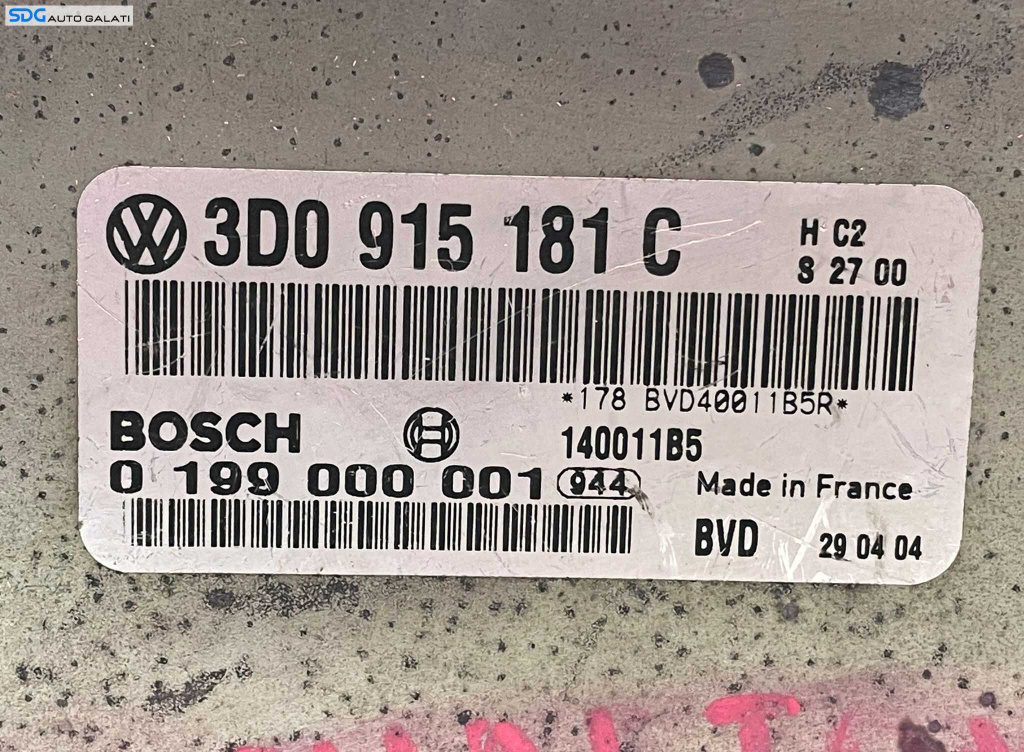 SDG AUTO GALATI
3D0 915 181 C
H C2
S 27 00
*178 BVD40011B5R*
BOSCH
140011B5
0 199 000 001 944
Made in France
BVD 29 04 04